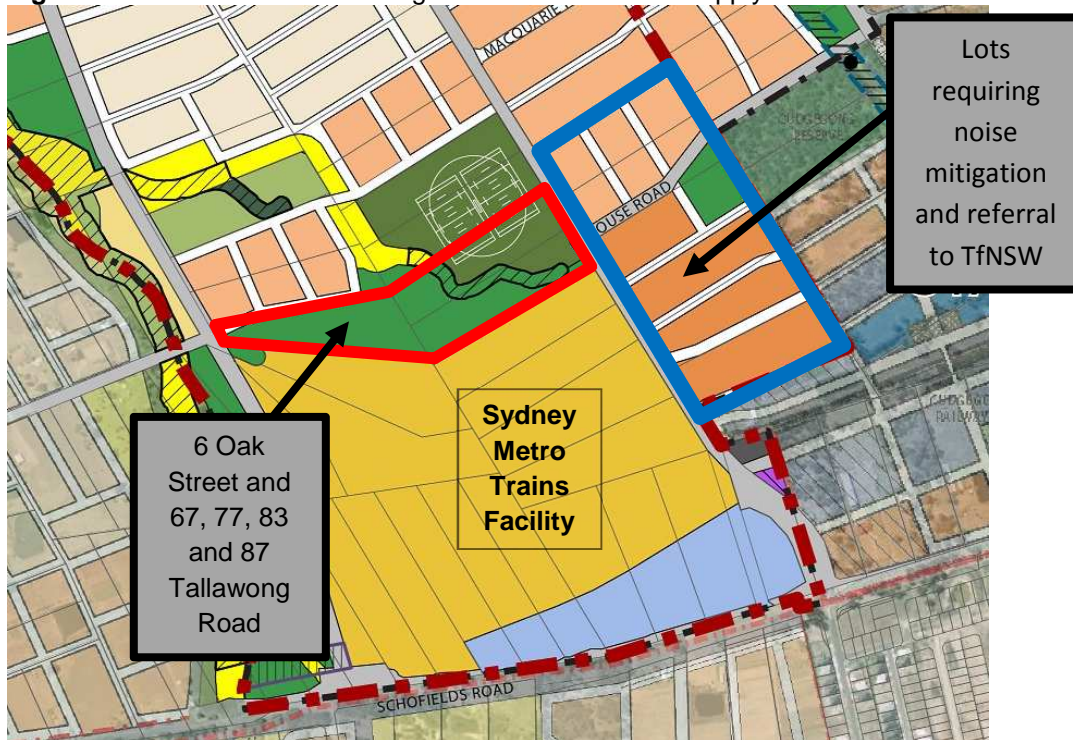 apply
MACQUARIE
Lots
requiring
noise
mitigation
and referral
to TfNSW
OUSE ROAD
Sydney
Metro
Trains
Facility
6 Oak
Street and
67, 77, 83
and 87
Tallawong
Road
SCHOFIELDS ROAD